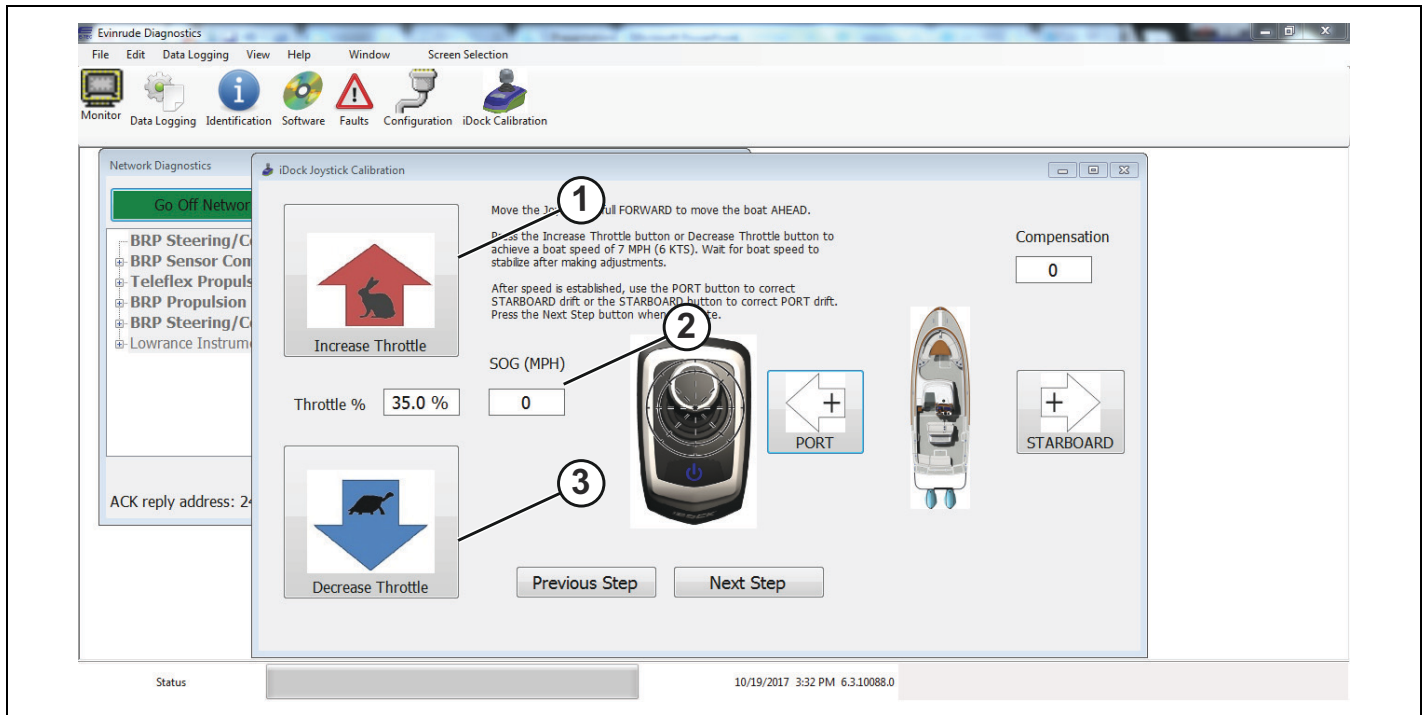 Evinrude Diagnostics
File Edit Data Logging View Help Window Screen Selection
Monitor Data Logging Identification Software Faults Configuration iDock Calibration
Network Diagnostics
Go Off Networ
BRP Steering/C
BRP Sensor Con
Teleflex Propuls
BRP Propulsion
BRP Steering/C
Lowrance Instrume
ACK reply address: 24
iDock Joystick Calibration
1
Move the full FORWARD to move the boat AHEAD.
Press the Increase Throttle button or Decrease Throttle button to
achieve a boat speed of 7 MPH (6 KTS). Wait for boat speed to
stabilize after making adjustments.
After speed is established, use the PORT button to correct
STARBOARD drift or the STARBOARD button to correct PORT drift.
Press the Next Step button when
2
Increase Throttle
SOG (MPH)
Throttle % 35.0 % 0
3
Decrease Throttle
Compensation
0
PORT
STARBOARD
Previous Step Next Step
Status 10/19/2017 3:32 PM 6.3.10088.0